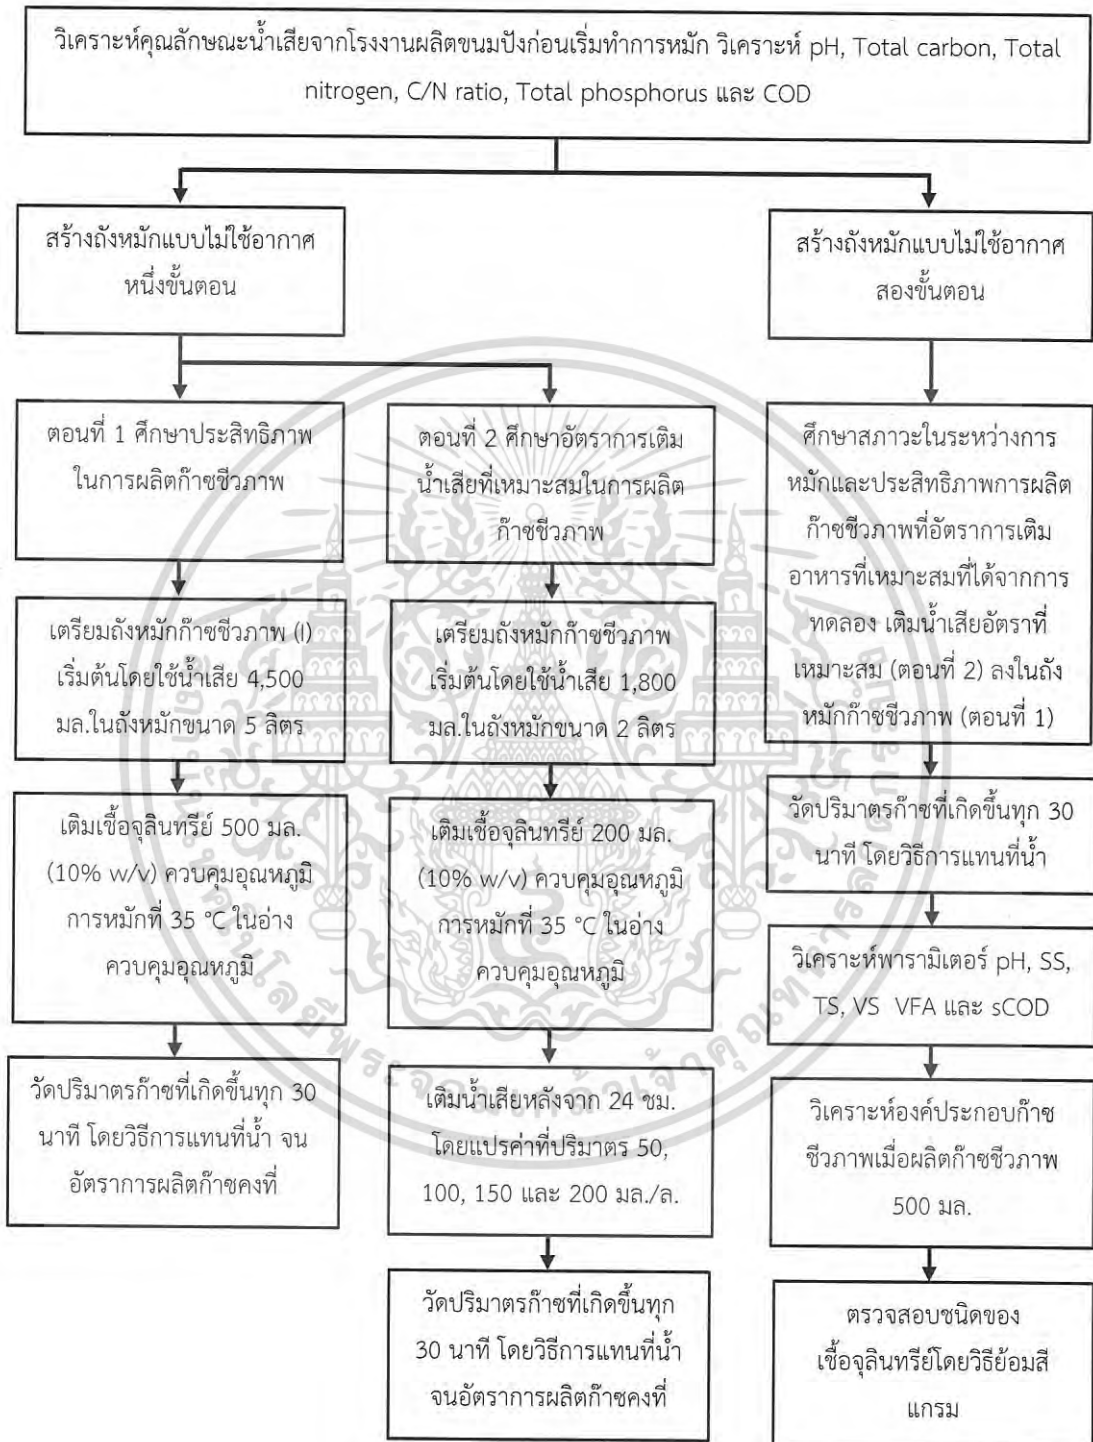 วิเคราะห์คุณลักษณะน้ำเสียจากโรงงานผลิตขนมปังก่อนเริ่มทำการหมัก วิเคราะห์ pH, Total carbon, Total
nitrogen, C/N ratio, Total phosphorus และ COD
สร้างถังหมักแบบไม่ใช้อากาศ
หนึ่งขั้นตอน
สร้างถังหมักแบบไม่ใช้อากาศ
สองขั้นตอน
ตอนที่ 1 ศึกษาประสิทธิภาพ
ในการผลิตก๊าซชีวภาพ
เตรียมถังหมักก๊าซชีวภาพ (I)
เริ่มต้นโดยใช้น้ำเสีย 4,500
มล.ในถังหมักขนาด 5 ลิตร
เติมเชื้อจุลินทรีย์ 500 มล.
(10% w/v) ควบคุมอุณหภูมิ
การหมักที่ 35 °C ในอ่าง
ควบคุมอุณหภูมิ
วัดปริมาตรก๊าซที่เกิดขึ้นทุก 30
นาที โดยวิธีการแทนที่น้ำ จน
อัตราการผลิตก๊าซคงที่
ตอนที่ 2 ศึกษาอัตราการเติม
น้ำเสียที่เหมาะสมในการผลิต
ก๊าซชีวภาพ
เตรียมถังหมักก๊าซชีวภาพ
เริ่มต้นโดยใช้น้ำเสีย 1,800
มล.ในถังหมักขนาด 2 ลิตร
เติมเชื้อจุลินทรีย์ 200 มล.
(10% w/v) ควบคุมอุณหภูมิ
การหมักที่ 35 °C ในอ่าง
ควบคุมอุณหภูมิ
เติมน้ำเสียหลังจาก 24 ชม.
โดยแปรค่าที่ปริมาตร 50,
100, 150 และ 200 มล./ล.
วัดปริมาตรก๊าซที่เกิดขึ้นทุก
30 นาที โดยวิธีการแทนที่น้ำ
จนอัตราการผลิตก๊าซคงที่
ศึกษาสภาวะในระหว่างการ
หมักและประสิทธิภาพการผลิต
ก๊าซชีวภาพที่อัตราการเติม
อาหารที่เหมาะสมที่ได้จากการ
ทดลอง เติมน้ำเสียอัตราที่
เหมาะสม (ตอนที่ 2) ลงในถัง
หมักก๊าซชีวภาพ (ตอนที่ 1)
วัดปริมาตรก๊าซที่เกิดขึ้นทุก 30
นาที โดยวิธีการแทนที่น้ำ
วิเคราะห์พารามิเตอร์ pH, SS,
TS, VS VFA และ sCOD
วิเคราะห์องค์ประกอบก๊าซ
ชีวภาพเมื่อผลิตก๊าซชีวภาพ
500 มล.
ตรวจสอบชนิดของ
เชื้อจุลินทรีย์โดยวิธีย้อมสี
แกรม